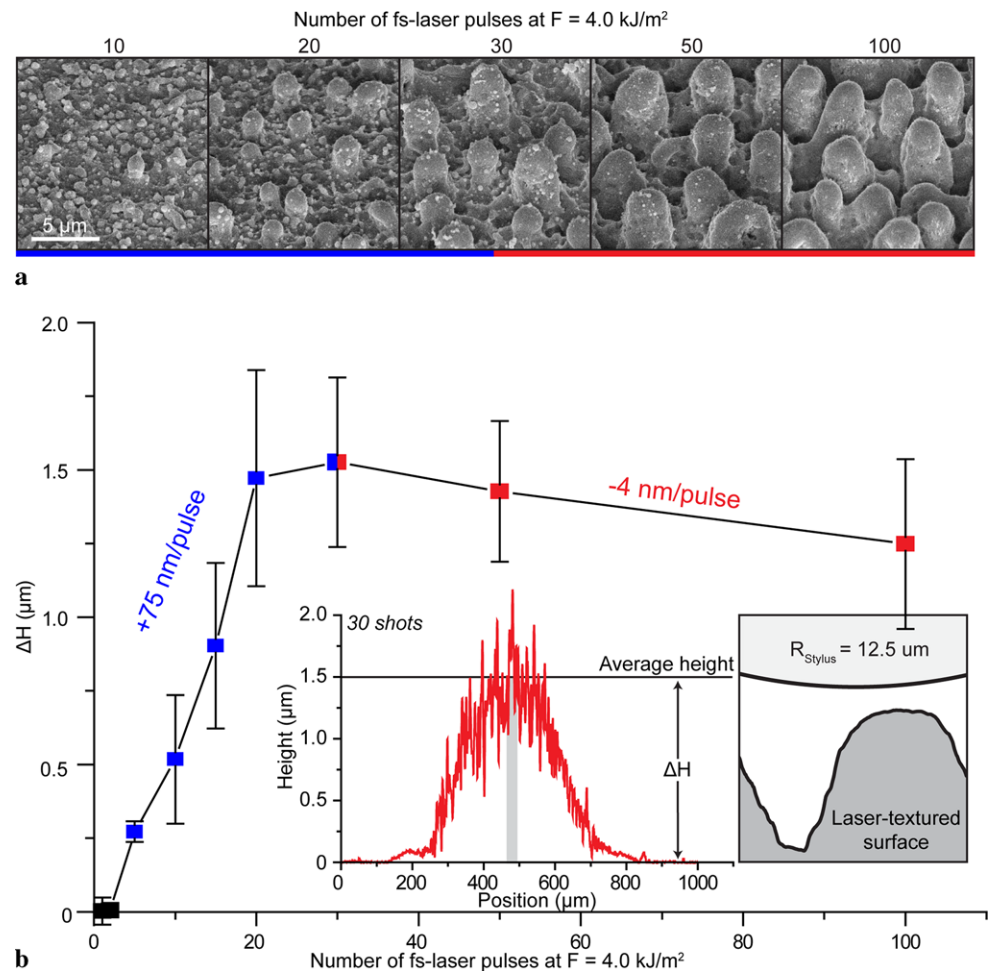 Number of fs-laser pulses at F = 4.0 kJ/m²
10 20 30 50 100
5 μm
a
2.0
1.5
1.0
0.5
0
ΔH (μm)
+75 nm/pulse
-4 nm/pulse
30 shots
2.0
1.5
1.0
0.5
0
Height (μm)
Average height
ΔH
0 200 400 600 800 1000
Position (μm)
R_Stylus = 12.5 um
Laser-textured
surface
0 20 40 60 80 100
b
Number of fs-laser pulses at F = 4.0 kJ/m²